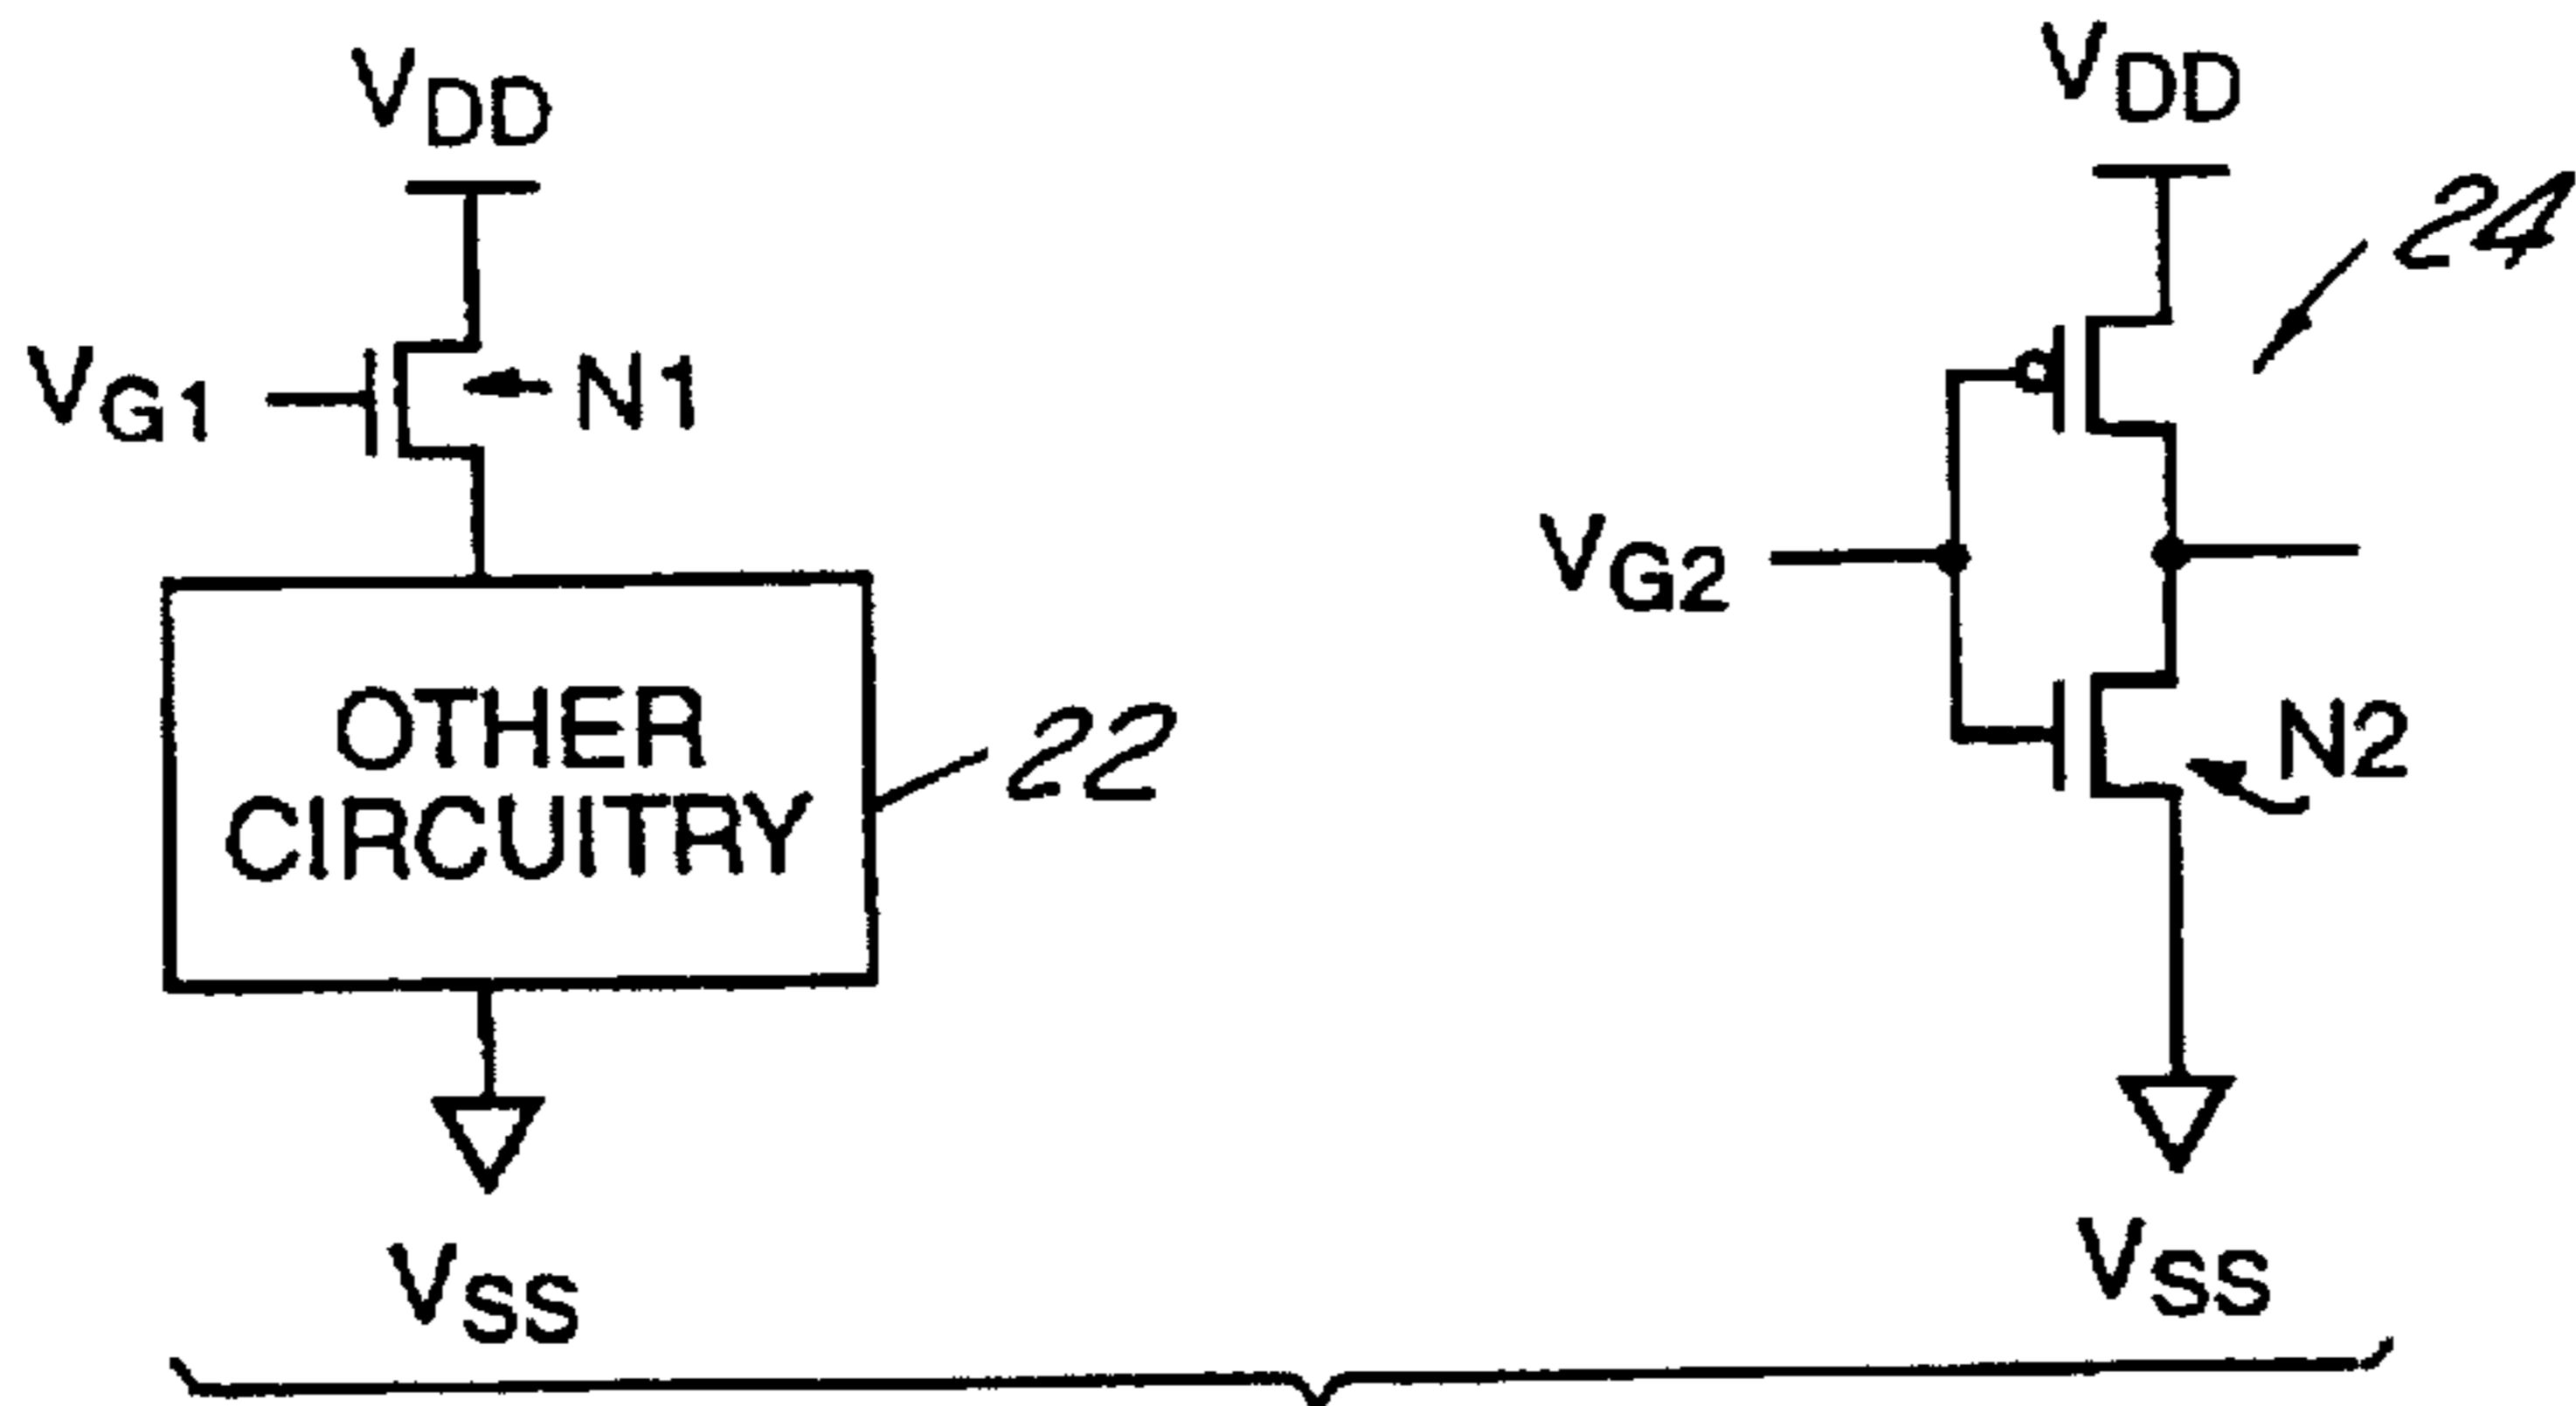 VDD
VG1
N1
OTHER
CIRCUITRY
22
VSS
VDD
24
VG2
N2
VSS